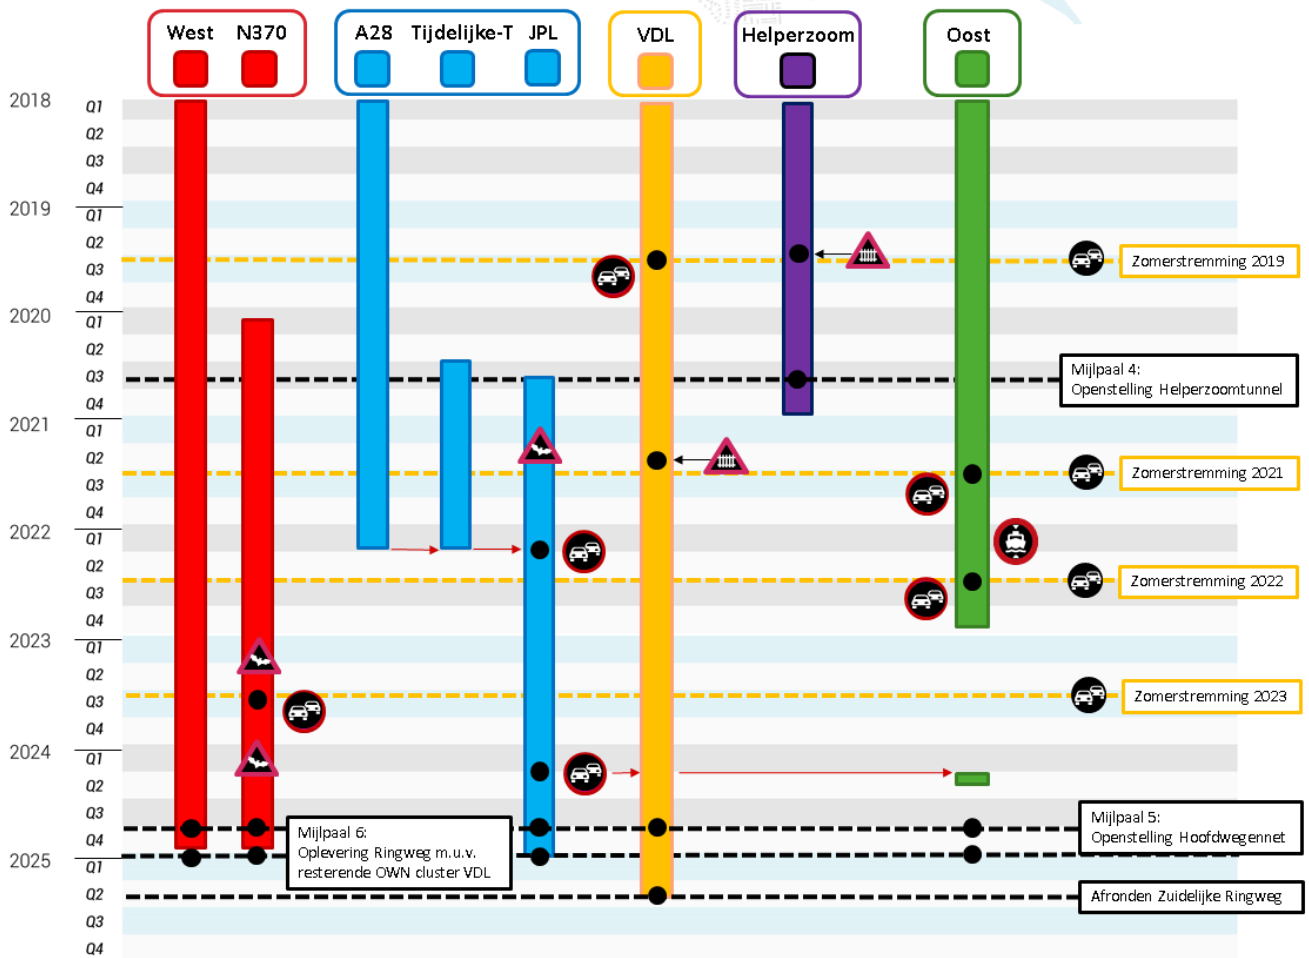 West N370 A28 Tijdelijke-T JPL VDL Helperzoom Oost
2018 Q1
Q2
Q3
Q4
2019 Q1
Q2
Q3
Zomerstremming 2019
Q4
2020 Q1
Q2
Q3
Mijlpaal 4:
Openstelling Helperzoomtunnel
Q4
2021 Q1
Q2
Zomerstremming 2021
Q3
Q4
2022 Q1
Q2
Zomerstremming 2022
Q3
Q4
2023 Q1
Q2
Zomerstremming 2023
Q3
Q4
2024 Q1
Q2
Q3
Mijlpaal 5:
Openstelling Hoofdwegennet
Mijlpaal 6:
Oplevering Ringweg m.u.v.
resterende OWN cluster VDL
Q4
2025 Q1
Q2
Afronden Zuidelijke Ringweg
Q3
Q4